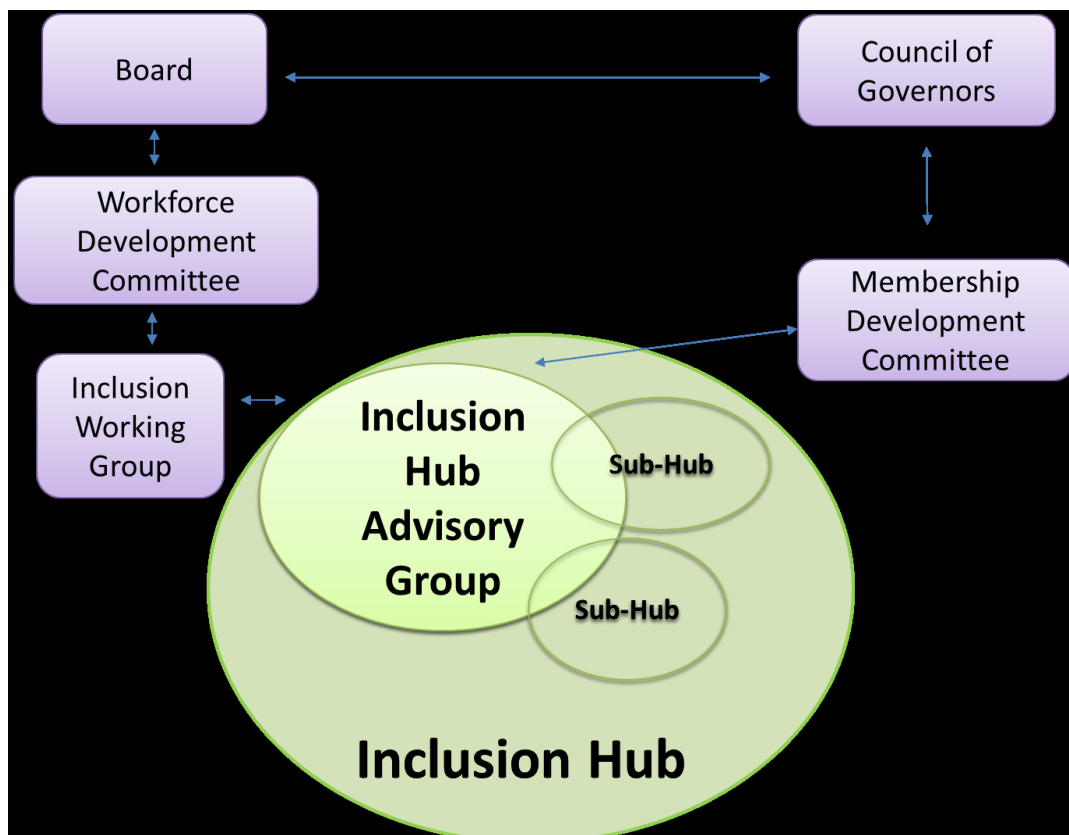 Board
Council of
Governors
Workforce
Development
Committee
Membership
Development
Committee
Inclusion
Working
Group
Inclusion
Hub
Advisory
Group
Sub-Hub
Sub-Hub
Inclusion Hub